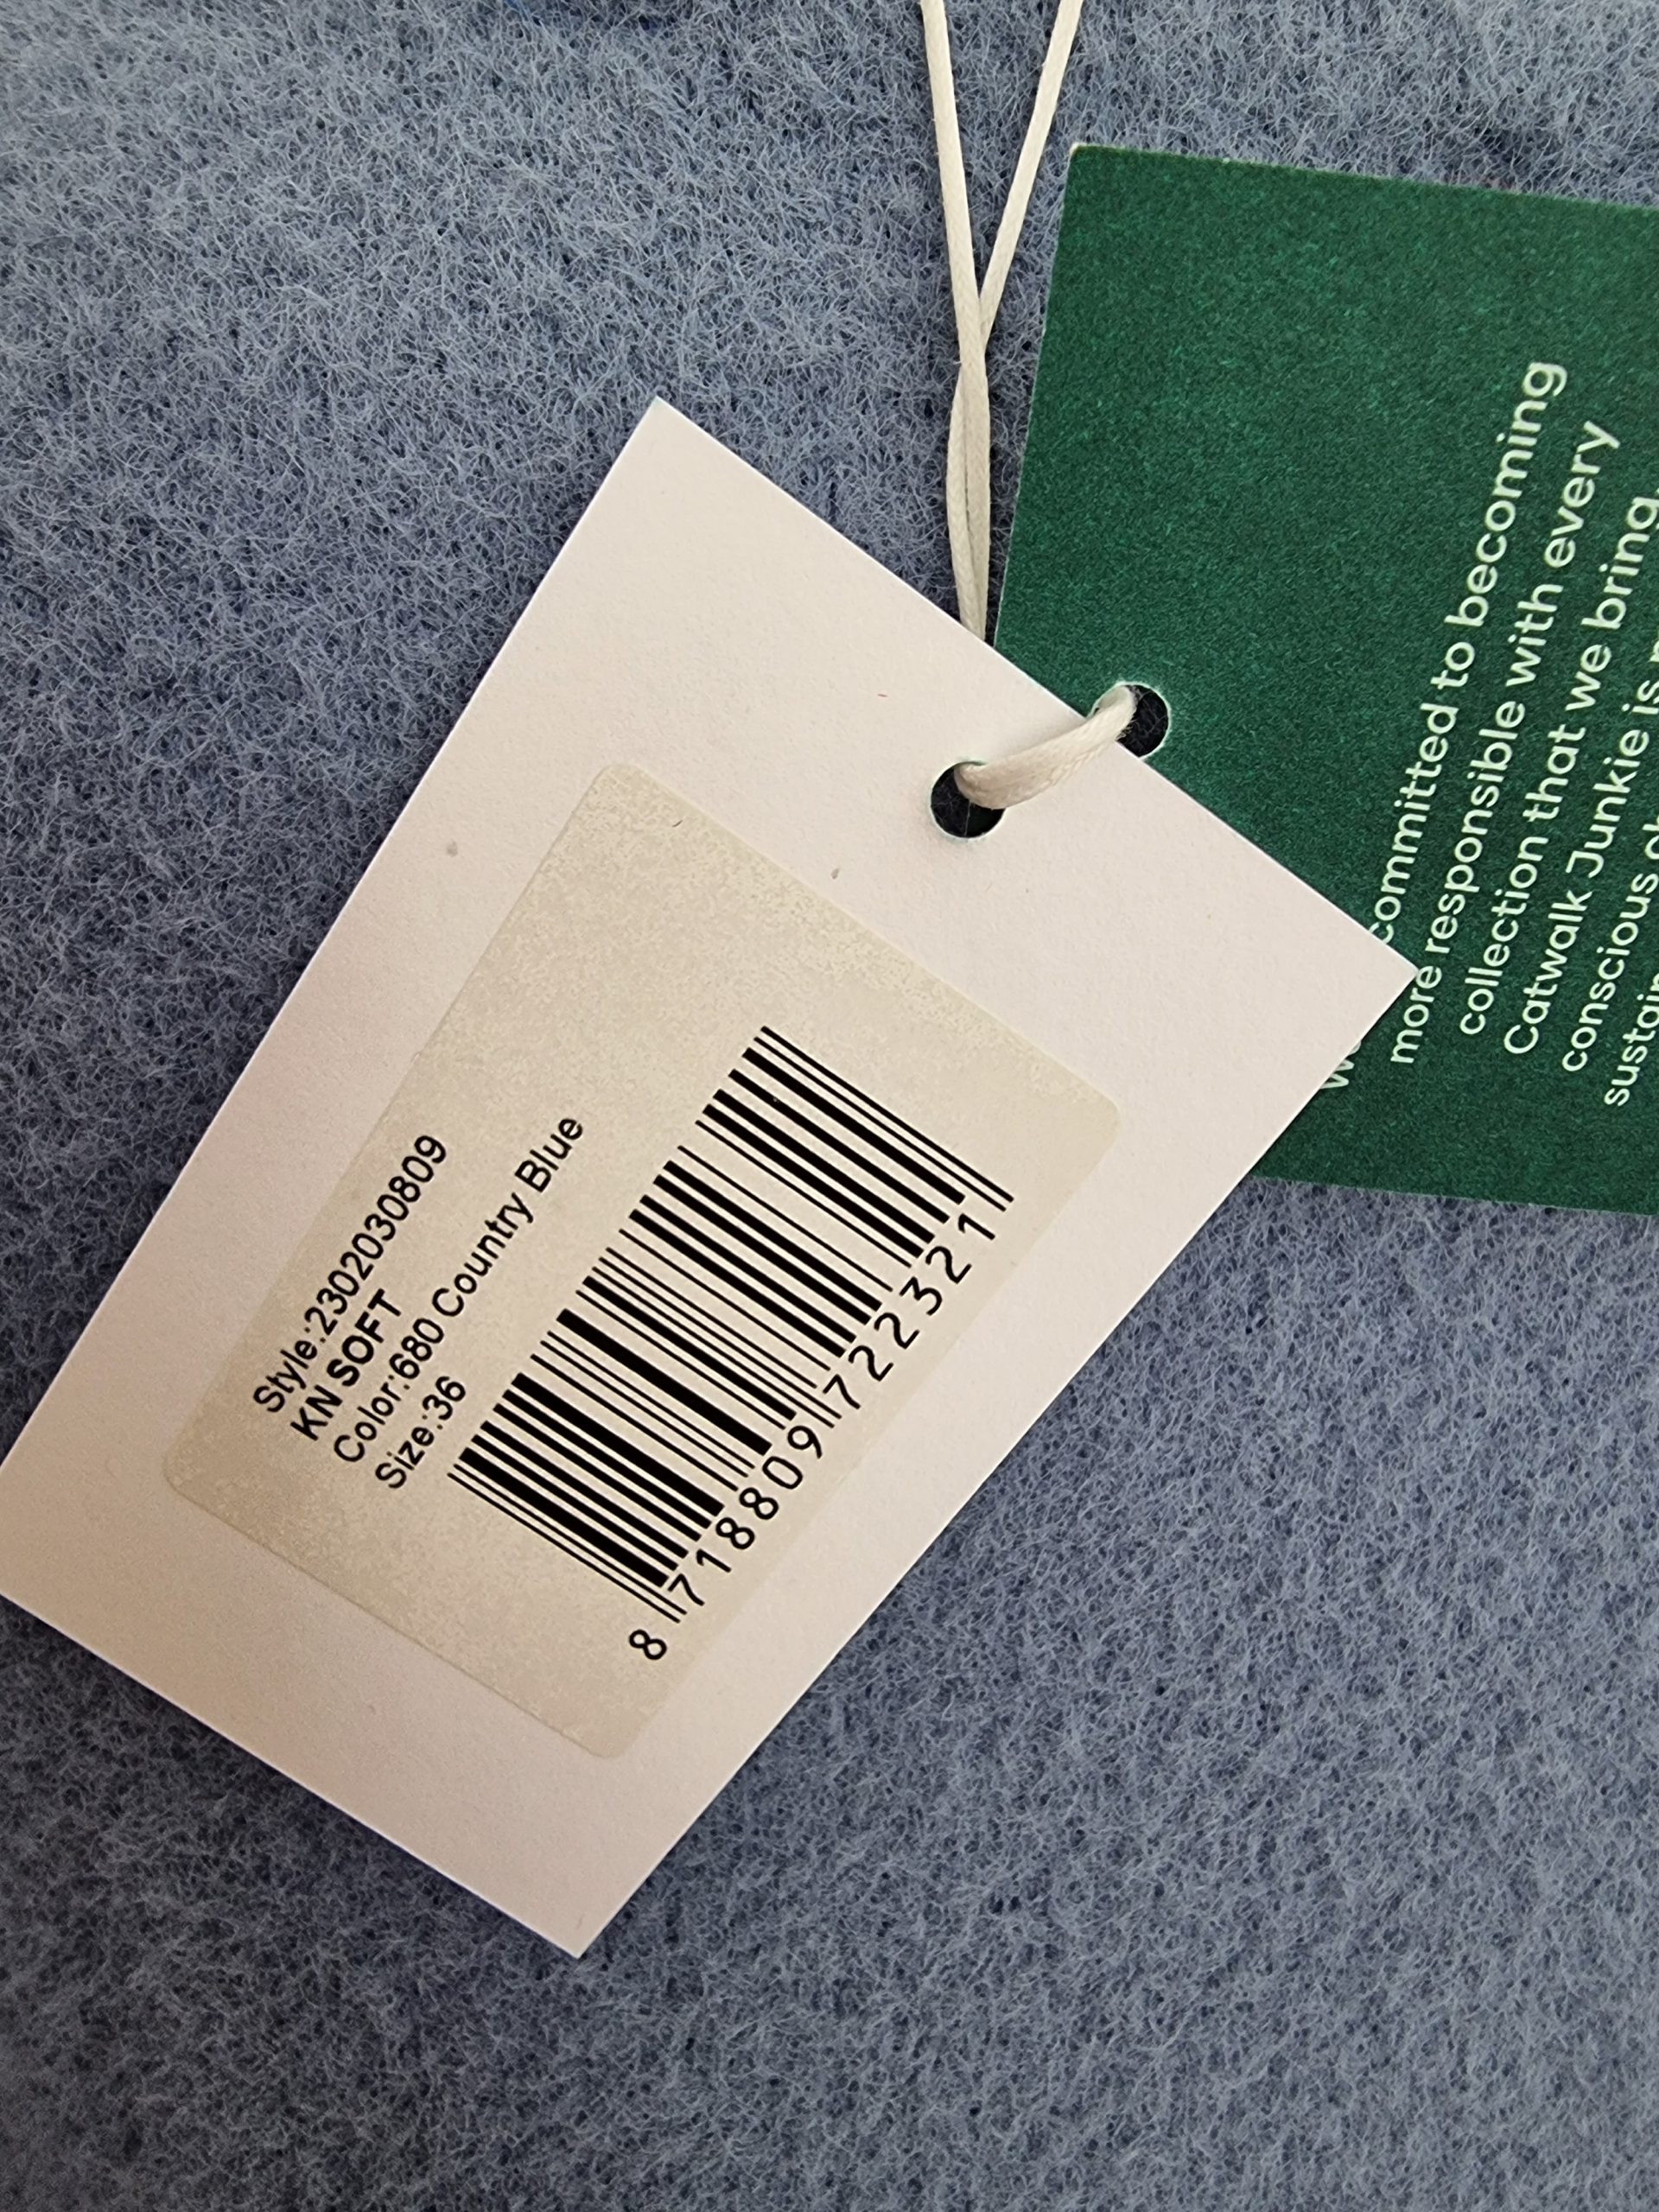 Style:2302030809
KN SOFT
Color:680 Country Blue
Size:36
8 718809 722321
committed to becoming
more responsible with every
collection that we bring.
Catwalk Junkie is
conscious